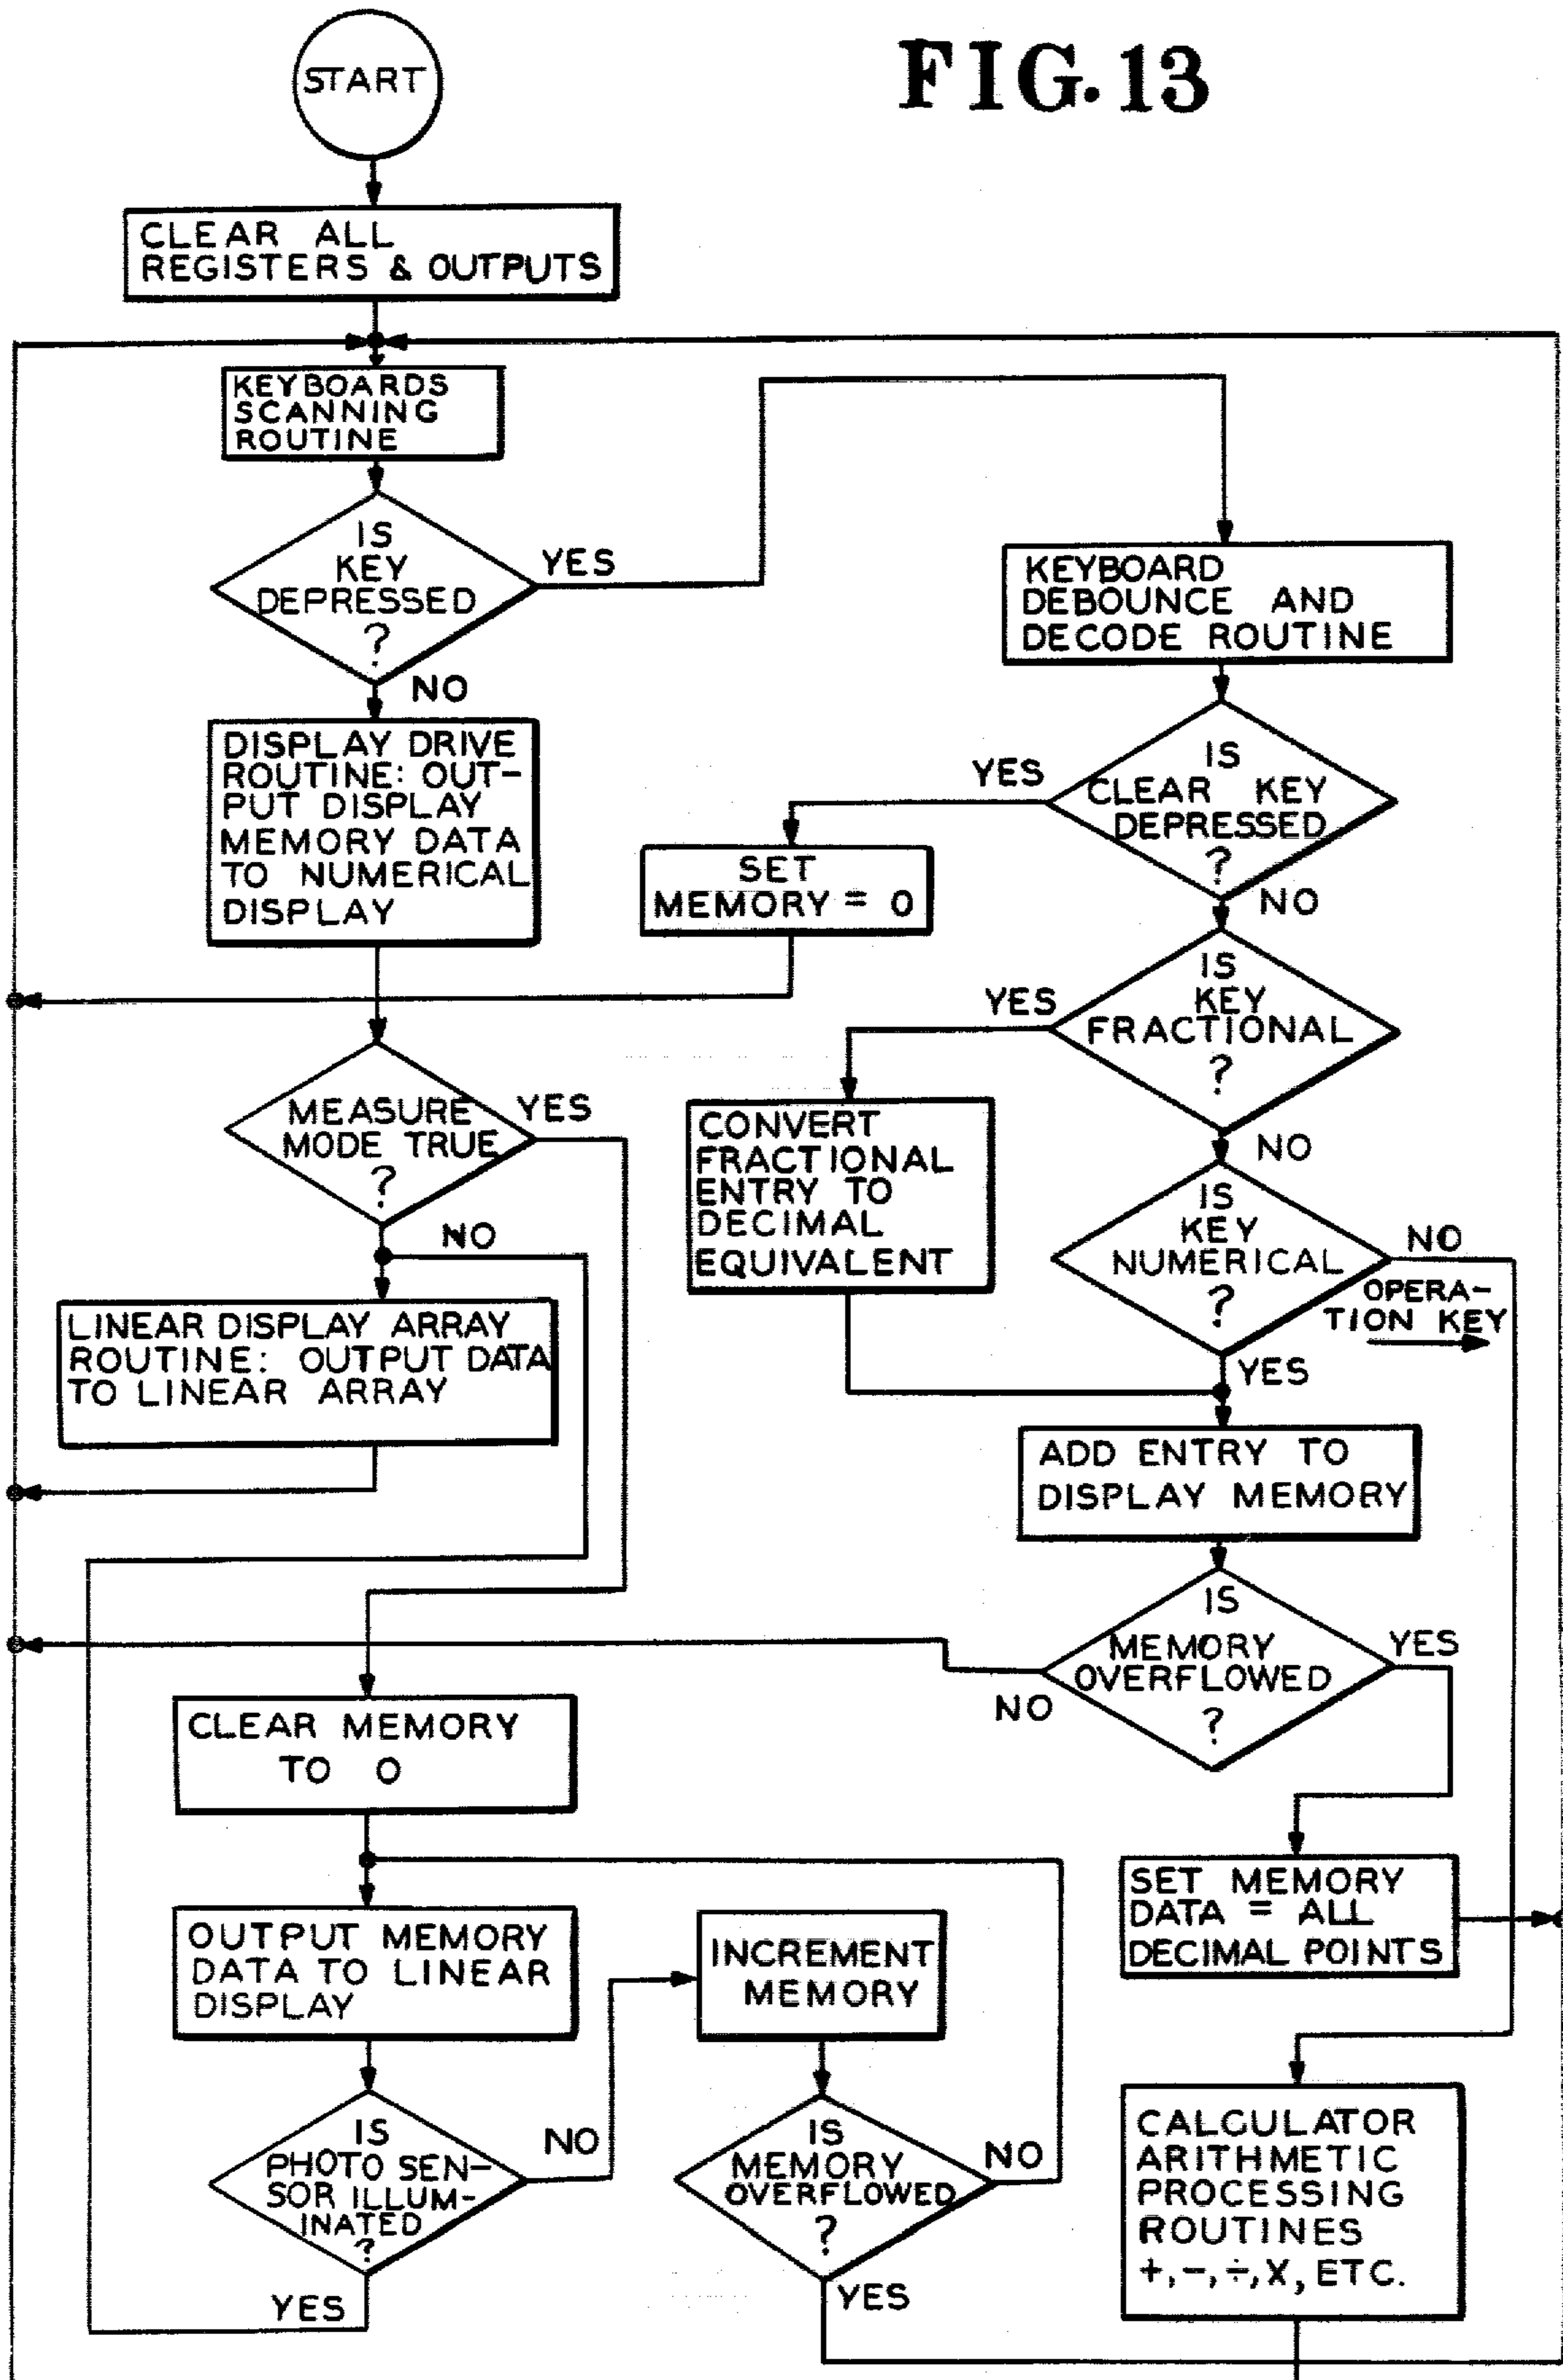 FIG. 13
START
CLEAR ALL
REGISTERS & OUTPUTS
KEYBOARDS
SCANNING
ROUTINE
IS
KEY
DEPRESSED
?
YES
NO
KEYBOARD
DEBOUNCE AND
DECODE ROUTINE
DISPLAY DRIVE
ROUTINE: OUT-
PUT DISPLAY
MEMORY DATA
TO NUMERICAL
DISPLAY
IS
CLEAR KEY
DEPRESSED
?
YES
NO
SET
MEMORY = 0
IS
KEY
FRACTIONAL
?
YES
NO
MEASURE
MODE TRUE
?
YES
NO
CONVERT
FRACTIONAL
ENTRY TO
DECIMAL
EQUIVALENT
IS
KEY
NUMERICAL
?
NO
OPERA-
TION KEY
YES
LINEAR DISPLAY ARRAY
ROUTINE: OUTPUT DATA
TO LINEAR ARRAY
ADD ENTRY TO
DISPLAY MEMORY
IS
MEMORY
OVERFLOWED
?
YES
NO
CLEAR MEMORY
TO 0
SET MEMORY
DATA = ALL
DECIMAL POINTS
OUTPUT MEMORY
DATA TO LINEAR
DISPLAY
INCREMENT
MEMORY
IS
PHOTO SEN-
SOR ILLUM-
INATED
?
NO
YES
IS
MEMORY
OVERFLOWED
?
NO
YES
CALCULATOR
ARITHMETIC
PROCESSING
ROUTINES
+, -, ÷, X, ETC.